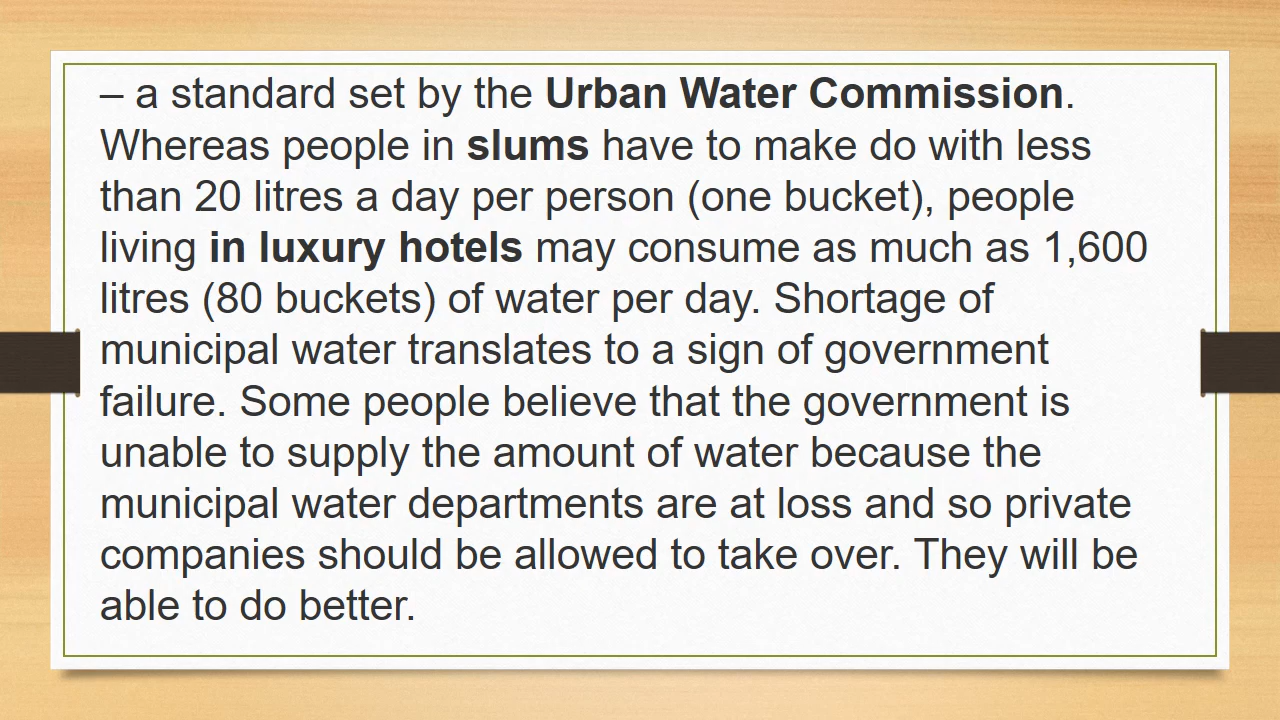 – a standard set by the Urban Water Commission.
Whereas people in slums have to make do with less
than 20 litres a day per person (one bucket), people
living in luxury hotels may consume as much as 1,600
litres (80 buckets) of water per day. Shortage of
municipal water translates to a sign of government
failure. Some people believe that the government is
unable to supply the amount of water because the
municipal water departments are at loss and so private
companies should be allowed to take over. They will be
able to do better.